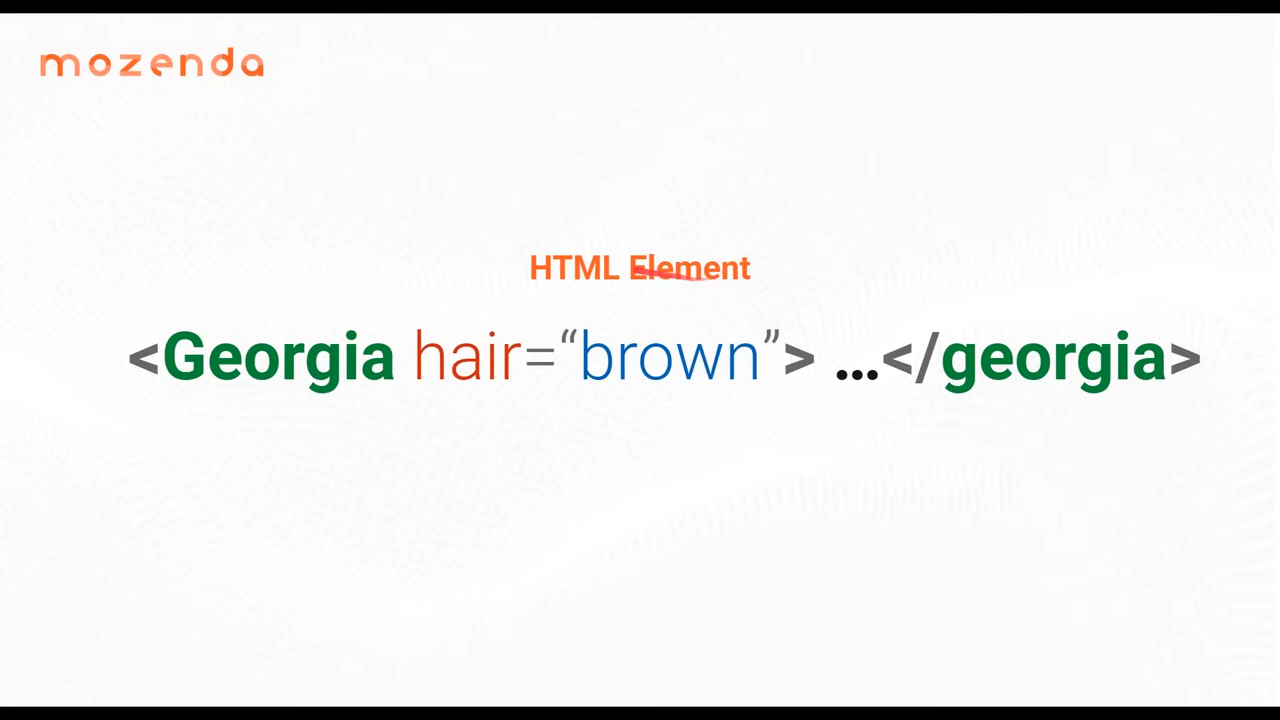 mozenda
HTML Element
<Georgia hair=“brown”> ...</georgia>